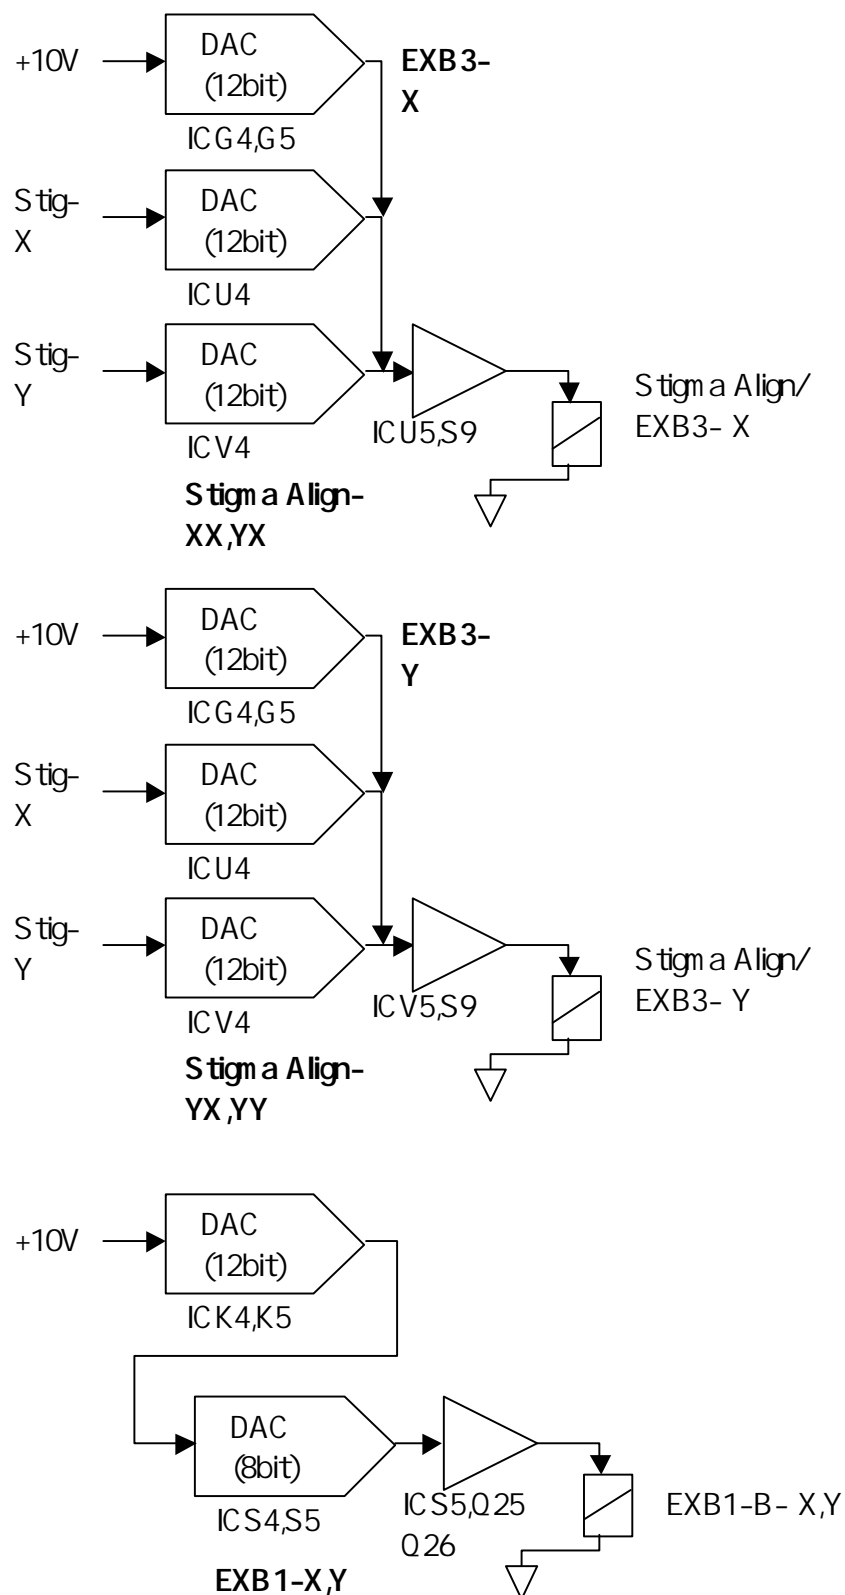 +10V
DAC
(12bit)
EXB3-
X
ICG4,G5
Stig-
X
DAC
(12bit)
ICU4
Stig-
Y
DAC
(12bit)
ICV4
ICU5,S9
Stigma Align/
EXB3- X
Stigma Align-
XX,YX
+10V
DAC
(12bit)
EXB3-
Y
ICG4,G5
Stig-
X
DAC
(12bit)
ICU4
Stig-
Y
DAC
(12bit)
ICV4
ICV5,S9
Stigma Align/
EXB3- Y
Stigma Align-
YX,YY
+10V
DAC
(12bit)
ICK4,K5
DAC
(8bit)
ICS4,S5
ICS5,Q25
Q26
EXB1-B- X,Y
EXB1-X,Y